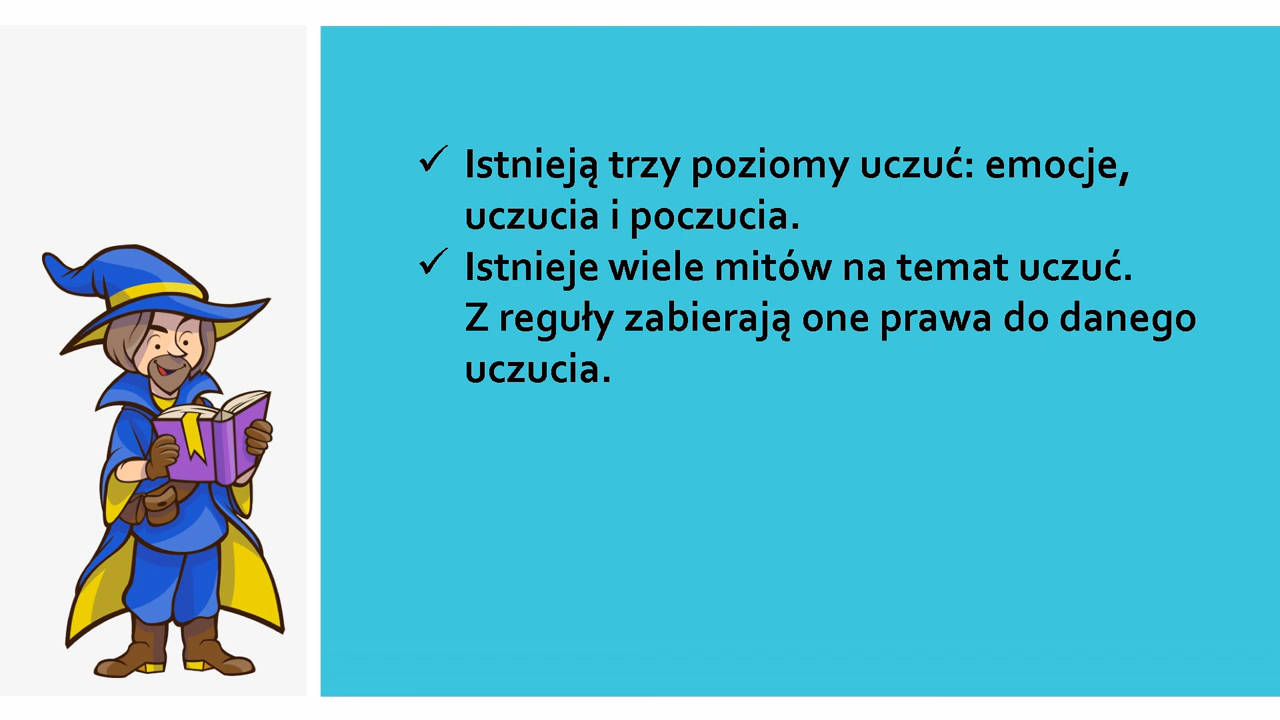 ✓ Istnieją trzy poziomy uczuć: emocje,
uczucia i poczucia.
✓ Istnieje wiele mitów na temat uczuć.
Z reguły zabierają one prawa do danego
uczucia.